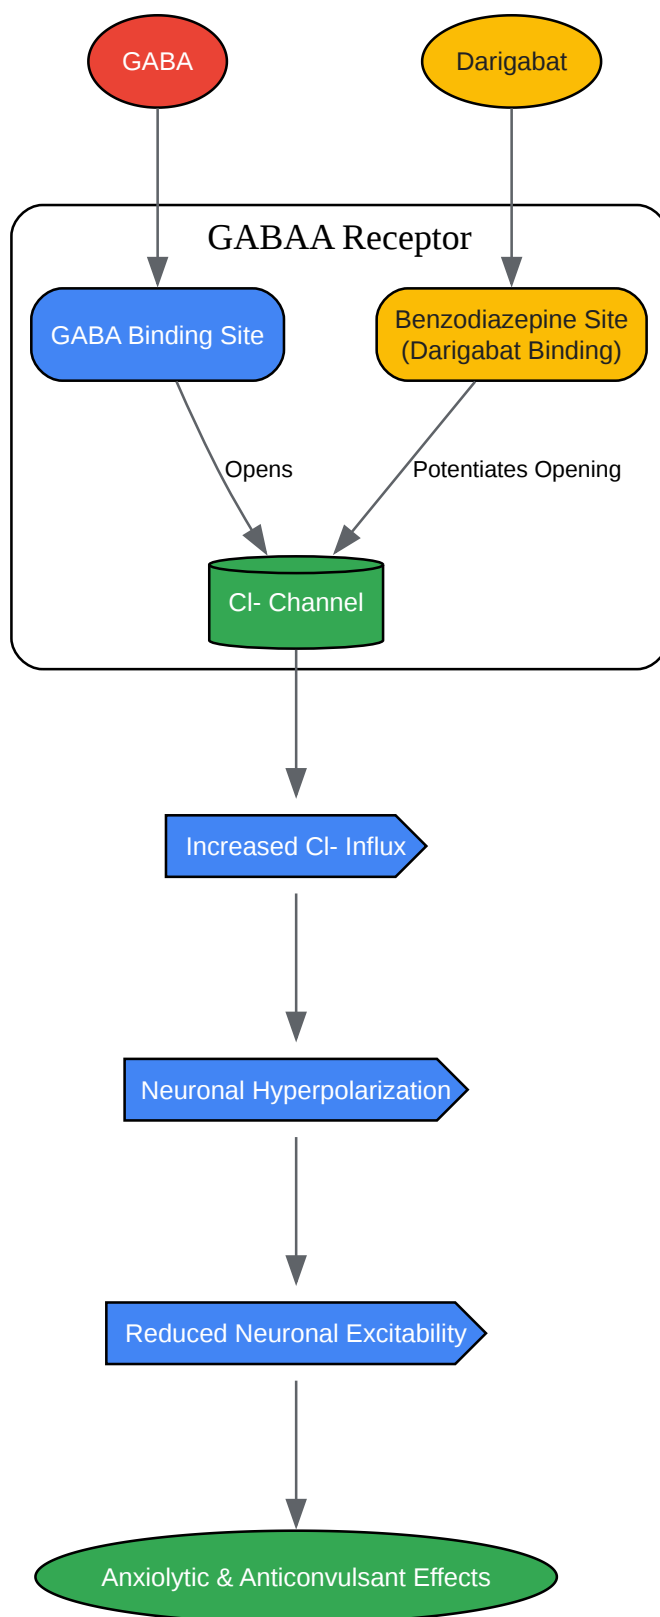 GABA
Darigabat
GABAA Receptor
GABA Binding Site
Benzodiazepine Site
(Darigabat Binding)
Opens
Potentiates Opening
Cl- Channel
Increased Cl- Influx
Neuronal Hyperpolarization
Reduced Neuronal Excitability
Anxiolytic & Anticonvulsant Effects